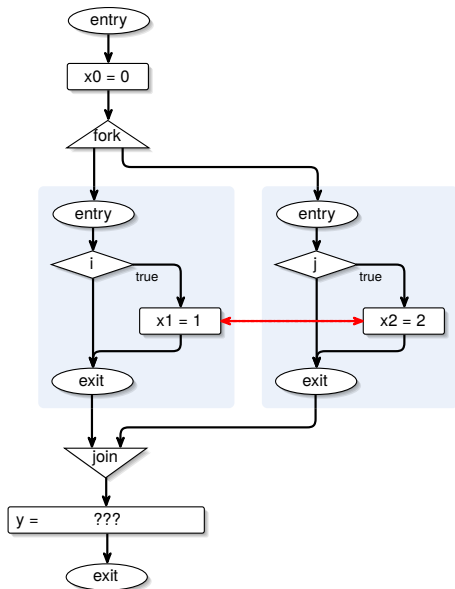 entry
x0 = 0
fork
entry
entry
i
true
j
true
x1 = 1
x2 = 2
exit
exit
join
y = ???
exit